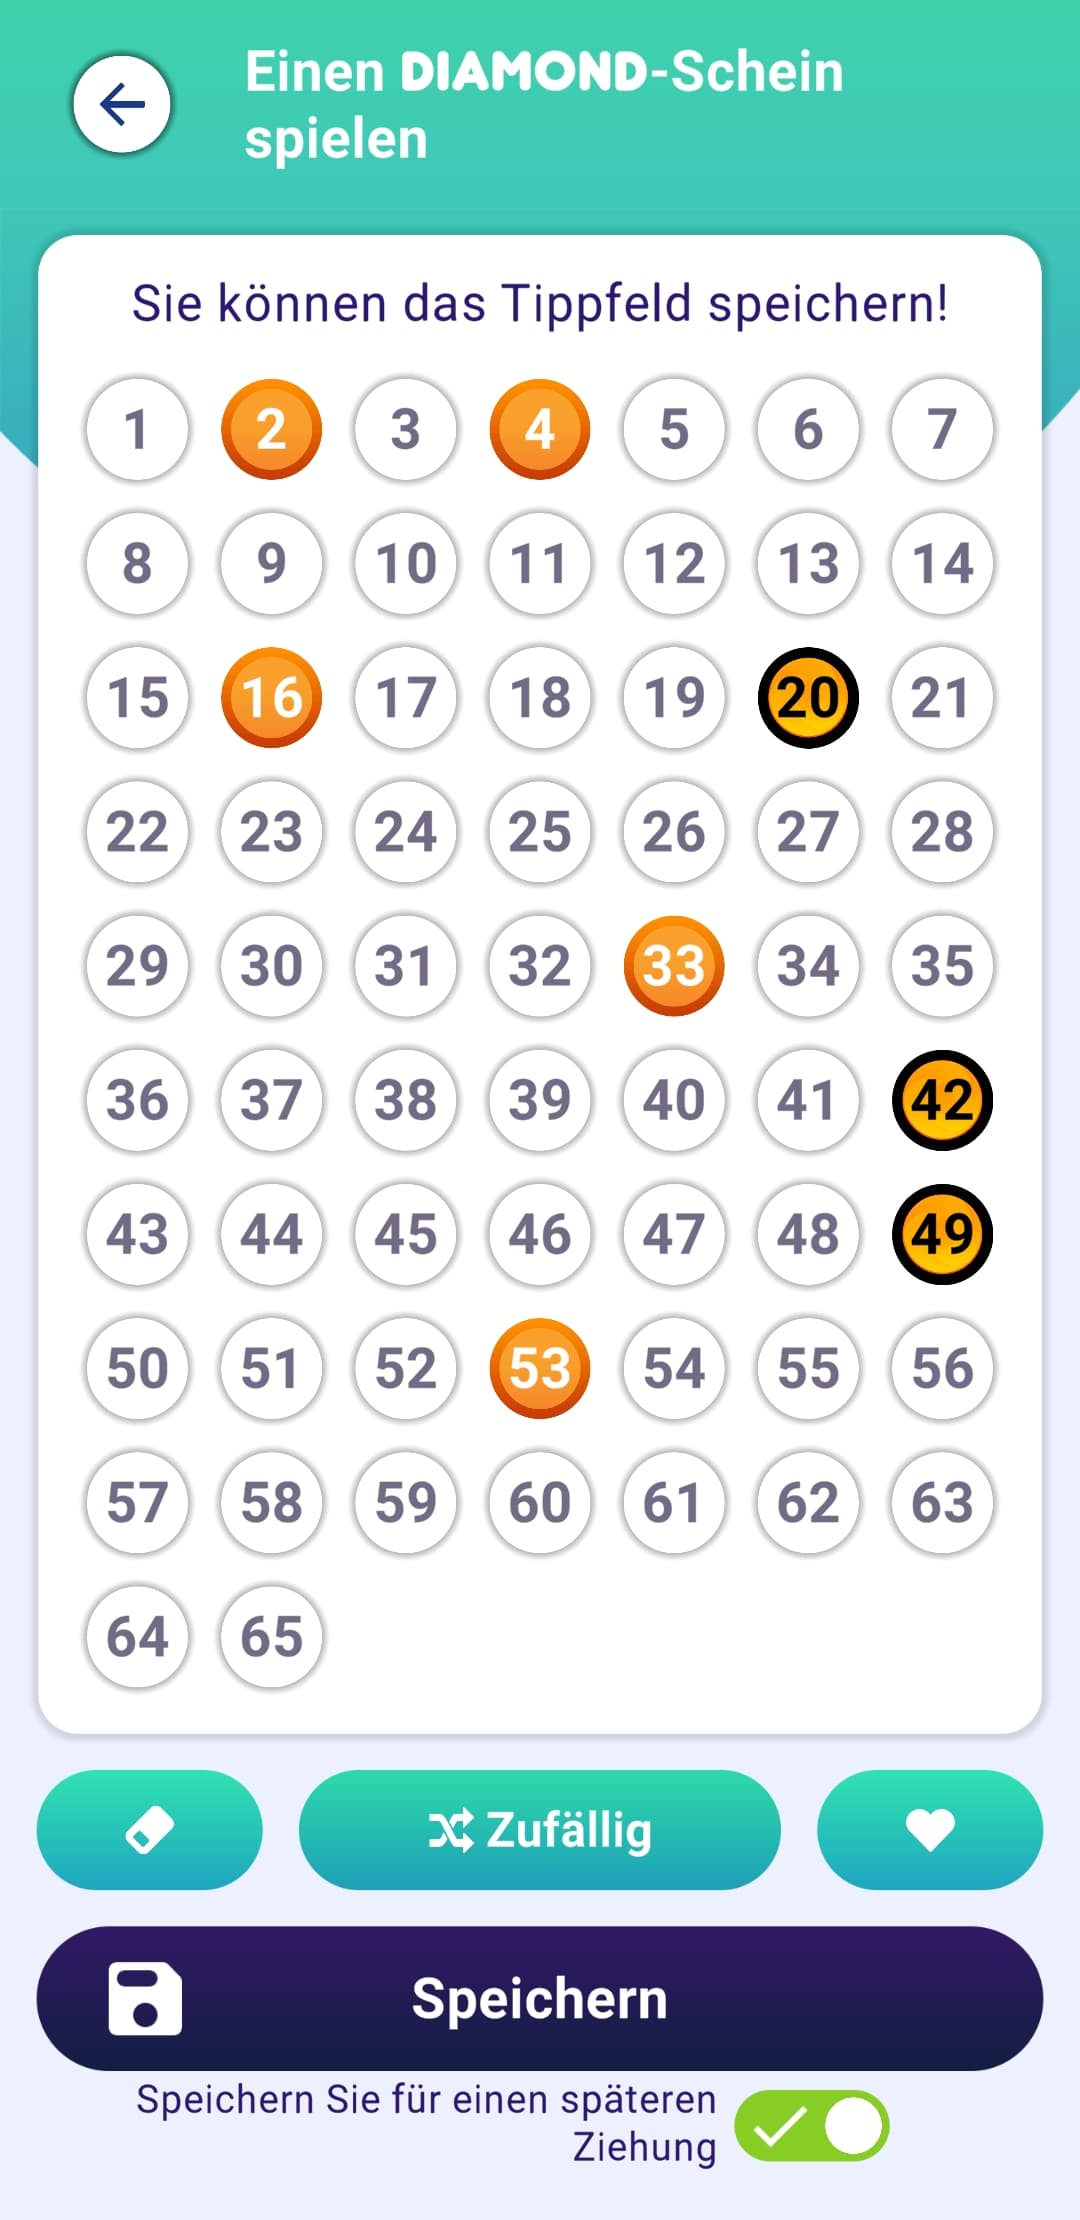 Einen DIAMOND-Schein
spielen
Sie können das Tippfeld speichern!
1 2 3 4 5 6 7
8 9 10 11 12 13 14
15 16 17 18 19 20 21
22 23 24 25 26 27 28
29 30 31 32 33 34 35
36 37 38 39 40 41 42
43 44 45 46 47 48 49
50 51 52 53 54 55 56
57 58 59 60 61 62 63
64 65
Zufällig
Speichern
Speichern Sie für einen späteren
Ziehung